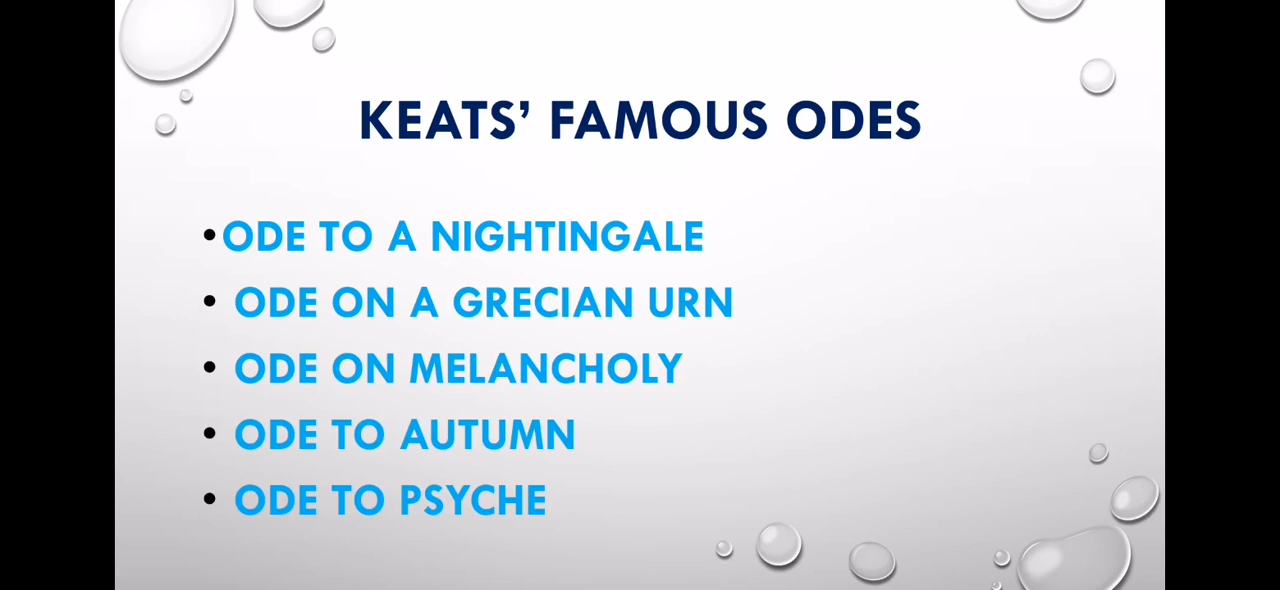 KEATS’ FAMOUS ODES
•ODE TO A NIGHTINGALE
• ODE ON A GRECIAN URN
• ODE ON MELANCHOLY
• ODE TO AUTUMN
• ODE TO PSYCHE